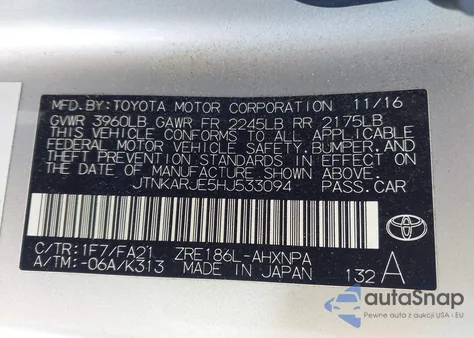 MFD.BY: TOYOTA MOTOR CORPORATION 11/16
GVWR 3960LB GAWR FR 2245LB RR 2175LB
THIS VEHICLE CONFORMS TO ALL APPLICABLE
FEDERAL MOTOR VEHICLE SAFETY, BUMPER, AND
THEFT PREVENTION STANDARDS IN EFFECT ON
THE DATE OF MANUFACTURE SHOWN ABOVE.
JTNKARJE5HJ533094 PASS.CAR
C/TR: 1F7/FA21 ZRE186L-AHXNPA
A/TM: -06A/K313 MADE IN JAPAN 132 A
TOYOTA
autoSnap
Pewne auta z USA i EU